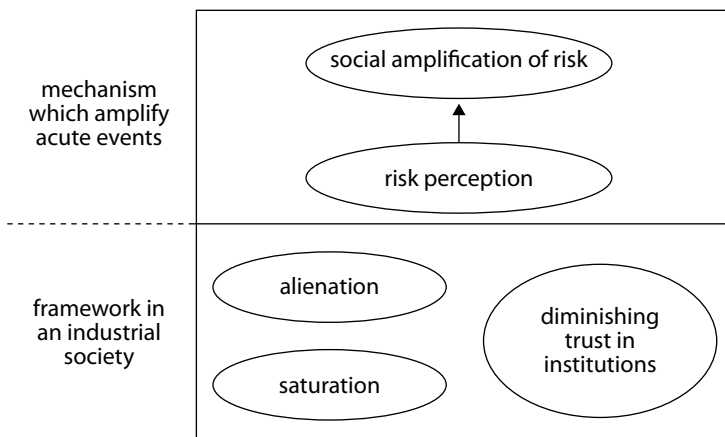 mechanism
which amplify
acute events
social amplification of risk
risk perception
framework in
an industrial
society
alienation
saturation
diminishing
trust in
institutions